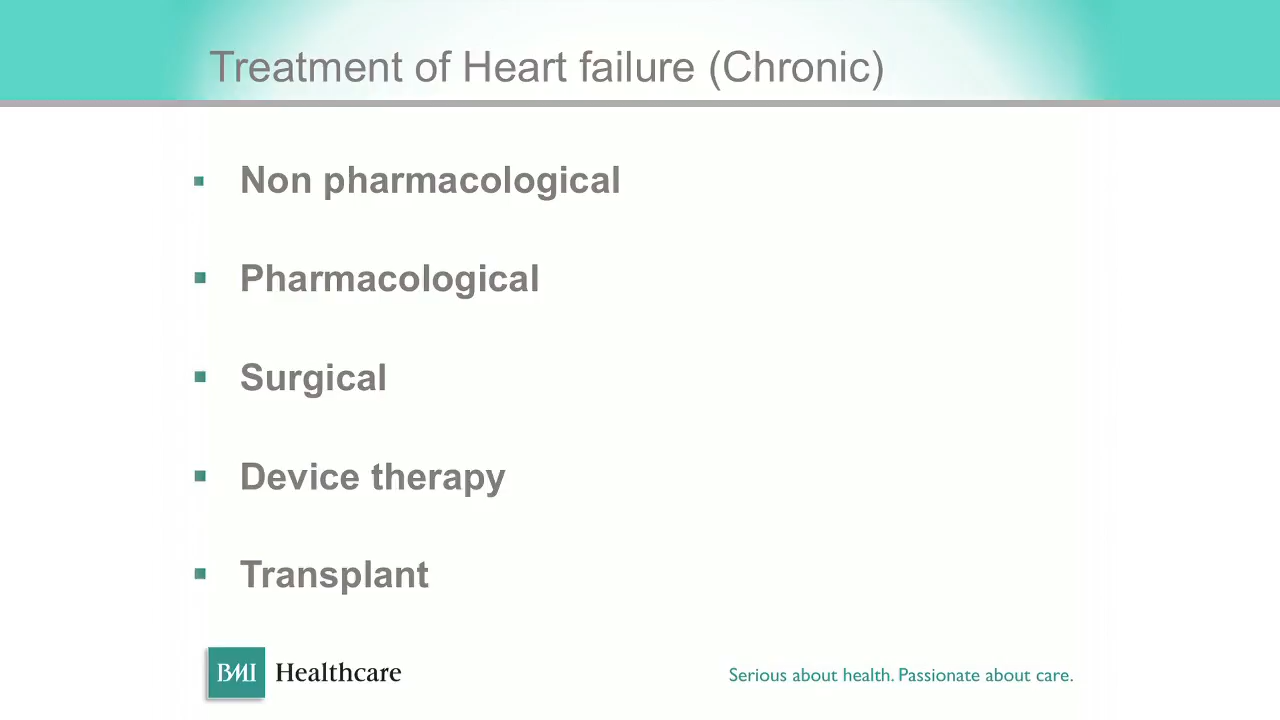 Treatment of Heart failure (Chronic)
▪ Non pharmacological
▪ Pharmacological
▪ Surgical
▪ Device therapy
▪ Transplant
BMI Healthcare
Serious about health. Passionate about care.